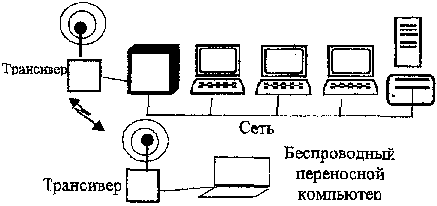 Трансивер
Сеть
Беспроводный
переносной
компьютер
Трансивер